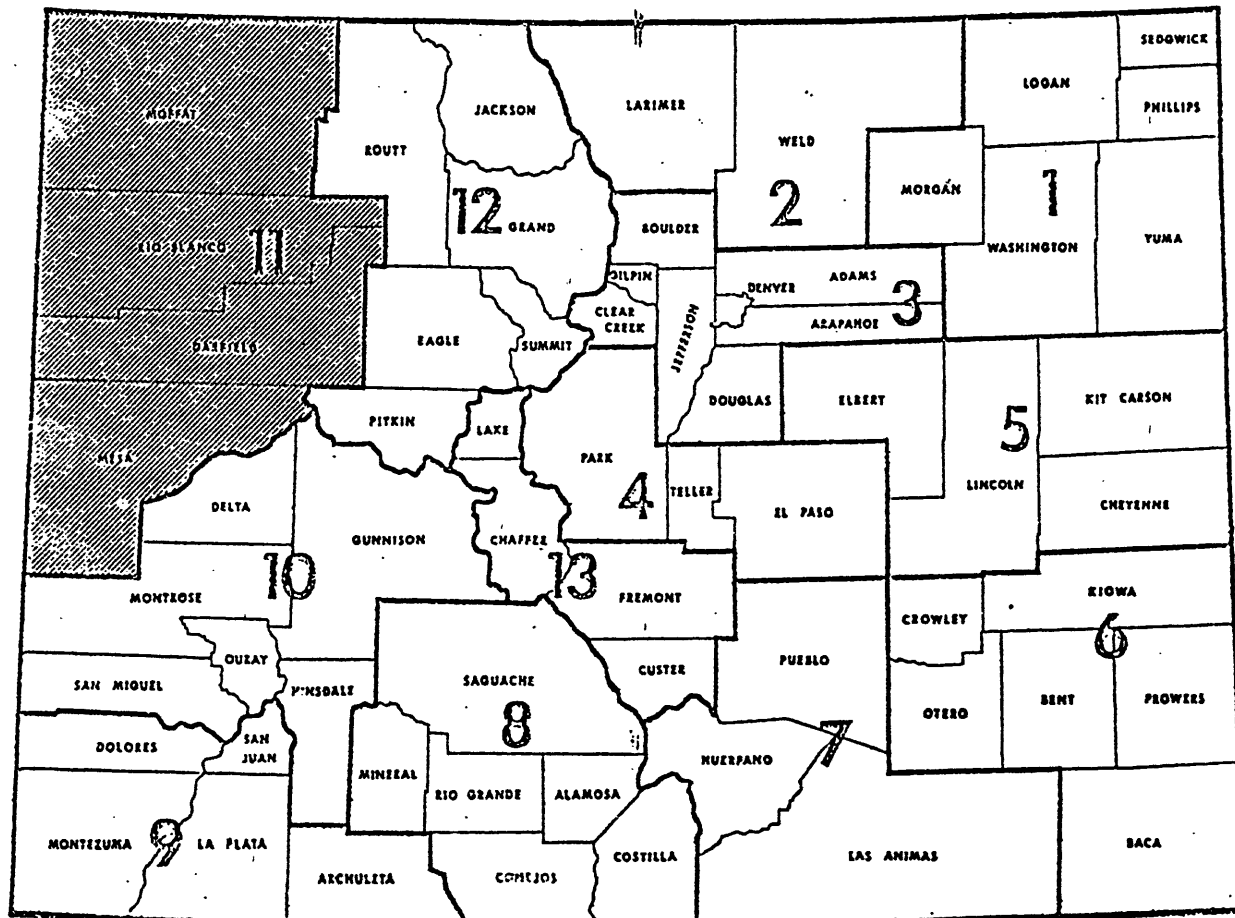 SEDGWICK
LOGAN
JACKSON
LARIMER
PHILLIPS
MOFFAT
WELD
ROUTT
MORGAN
1
12
2
GRAND
BOULDER
RIO BLANCO
11
WASHINGTON
YUMA
GILPIN
DENVER
ADAMS
3
CLEAR
CREEK
ARAPAHOE
JEFFERSON
EAGLE
SUMMIT
GARFIELD
DOUGLAS
ELBERT
KIT CARSON
PITKIN
LAKE
5
MESA
PARK
4
TELLER
LINCOLN
DELTA
EL PASO
CHEYENNE
GUNNISON
CHAFFEE
10
13
MONTROSE
FREMONT
KIOWA
CROWLEY
6
OURAY
CUSTER
PUEBLO
SAN MIGUEL
HINSDALE
SAGUACHE
BENT
PROWERS
OTERO
8
DOLORES
SAN
JUAN
7
HUERFANO
MINERAL
RIO GRANDE
ALAMOSA
MONTEZUMA
9
LA PLATA
COSTILLA
LAS ANIMAS
BACA
ARCHULETA
CONEJOS